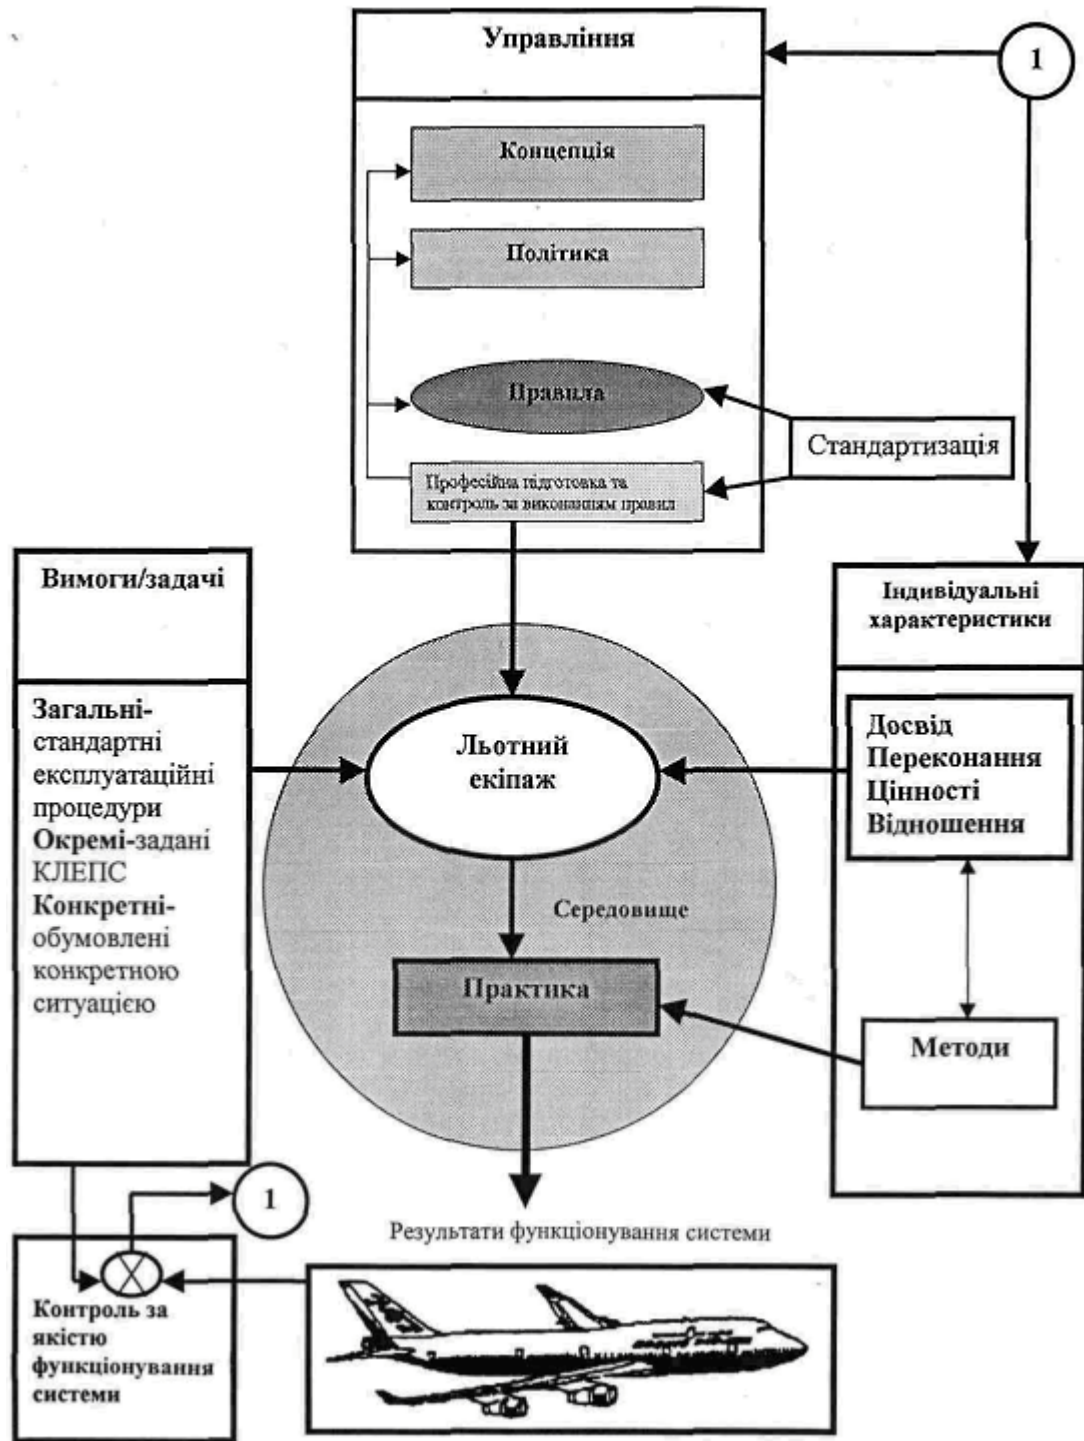 Управління
1
Концепція
Політика
Правила
Стандартизація
Професійна підготовка та
контроль за виконанням правил
Вимоги/задачі
Загальні-
стандартні
експлуатаційні
процедури
Окремі-задані
КЛЕПС
Конкретні-
обумовлені
конкретною
ситуацією
Льотний
екіпаж
Середовище
Практика
Індивідуальні
характеристики
Досвід
Переконання
Цінності
Відношення
Методи
1
Результати функціонування системи
Контроль за
якістю
функціонування
системи